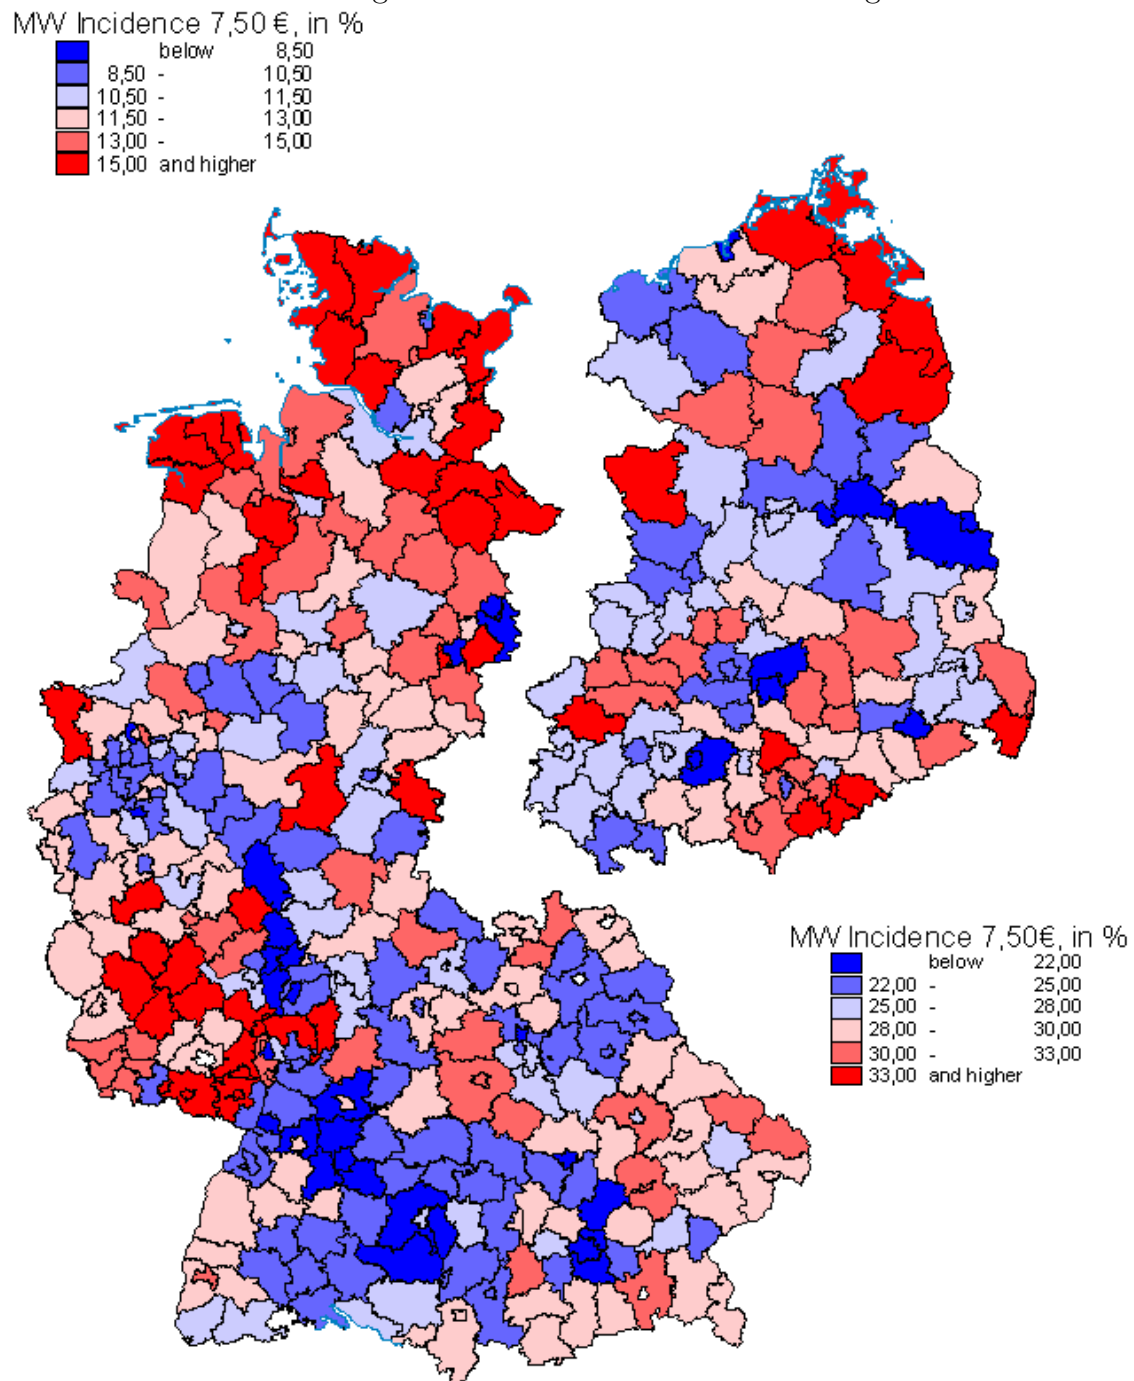 MW Incidence 7,50 €, in %
below 8,50
8,50 - 10,50
10,50 - 11,50
11,50 - 13,00
13,00 - 15,00
15,00 and higher
MW Incidence 7,50€, in %
below 22,00
22,00 - 25,00
25,00 - 28,00
28,00 - 30,00
30,00 - 33,00
33,00 and higher